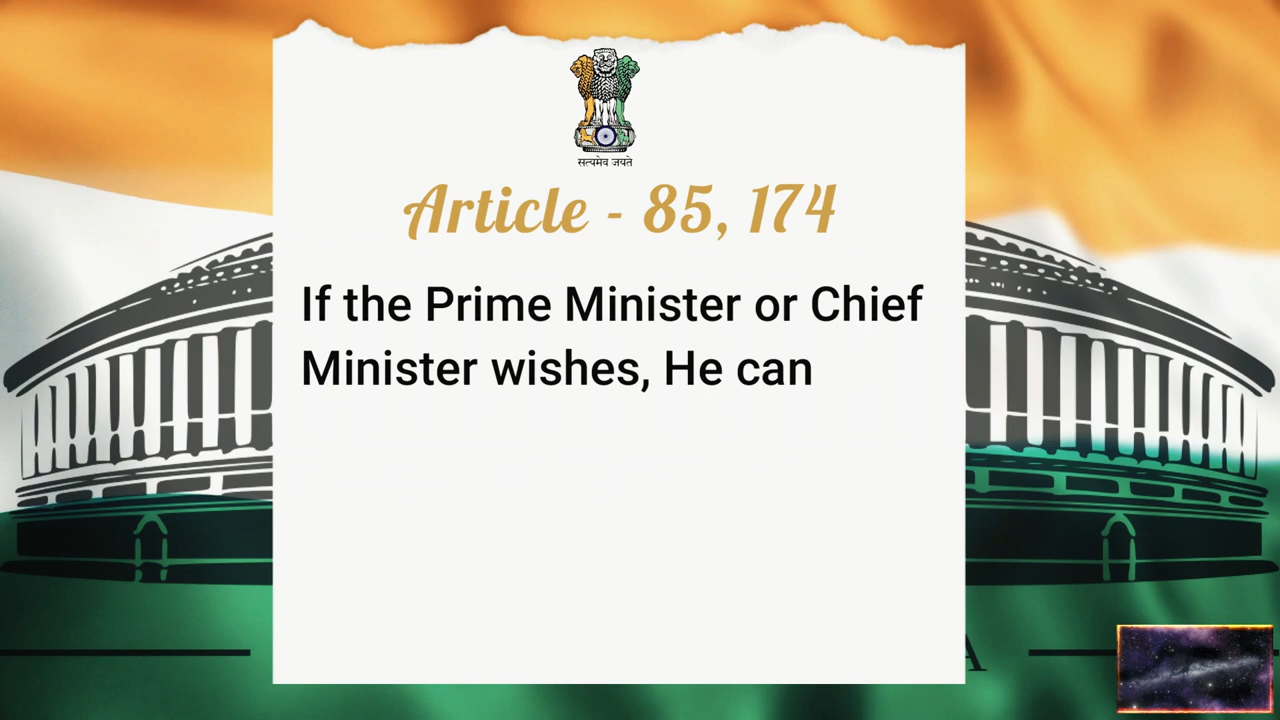 सत्यमेव जयते
Article - 85, 174
If the Prime Minister or Chief
Minister wishes, He can
A